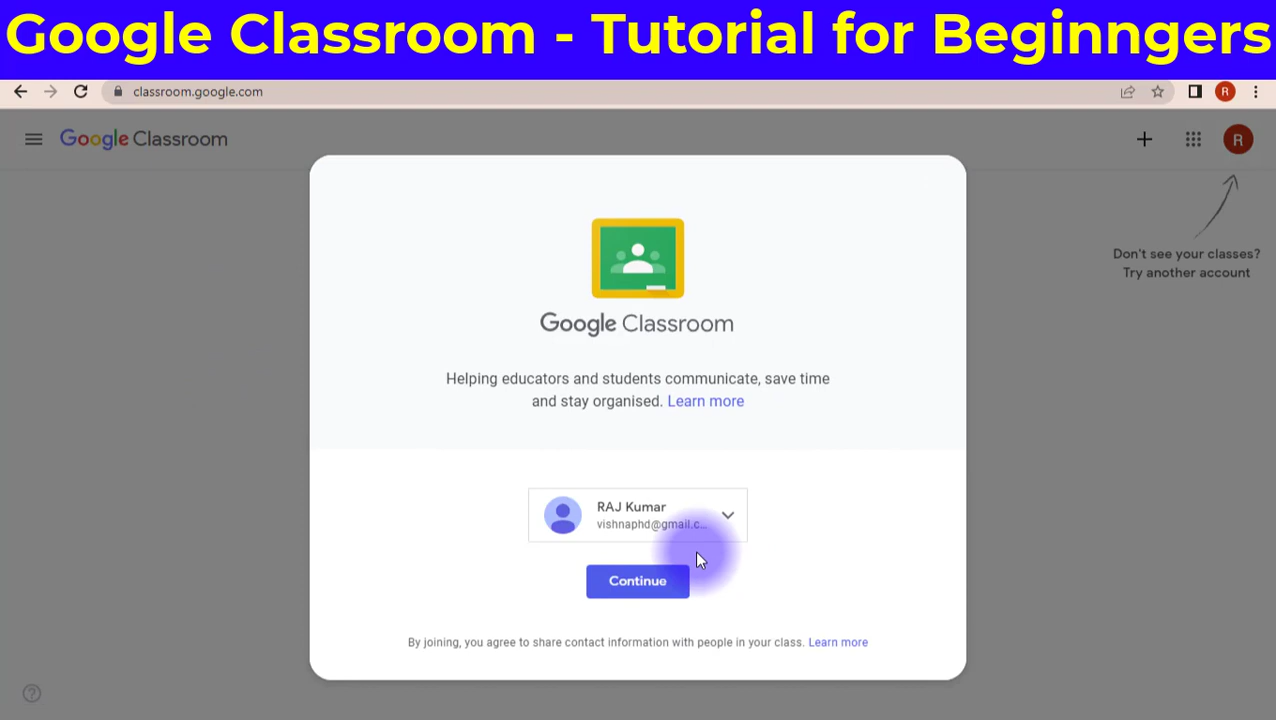 Google Classroom - Tutorial for Beginngers
classroom.google.com
R
Google Classroom
R
Don't see your classes?
Try another account
Google Classroom
Helping educators and students communicate, save time
and stay organised. Learn more
RAJ Kumar
vishnaphd@gmail.c...
Continue
By joining, you agree to share contact information with people in your class. Learn more